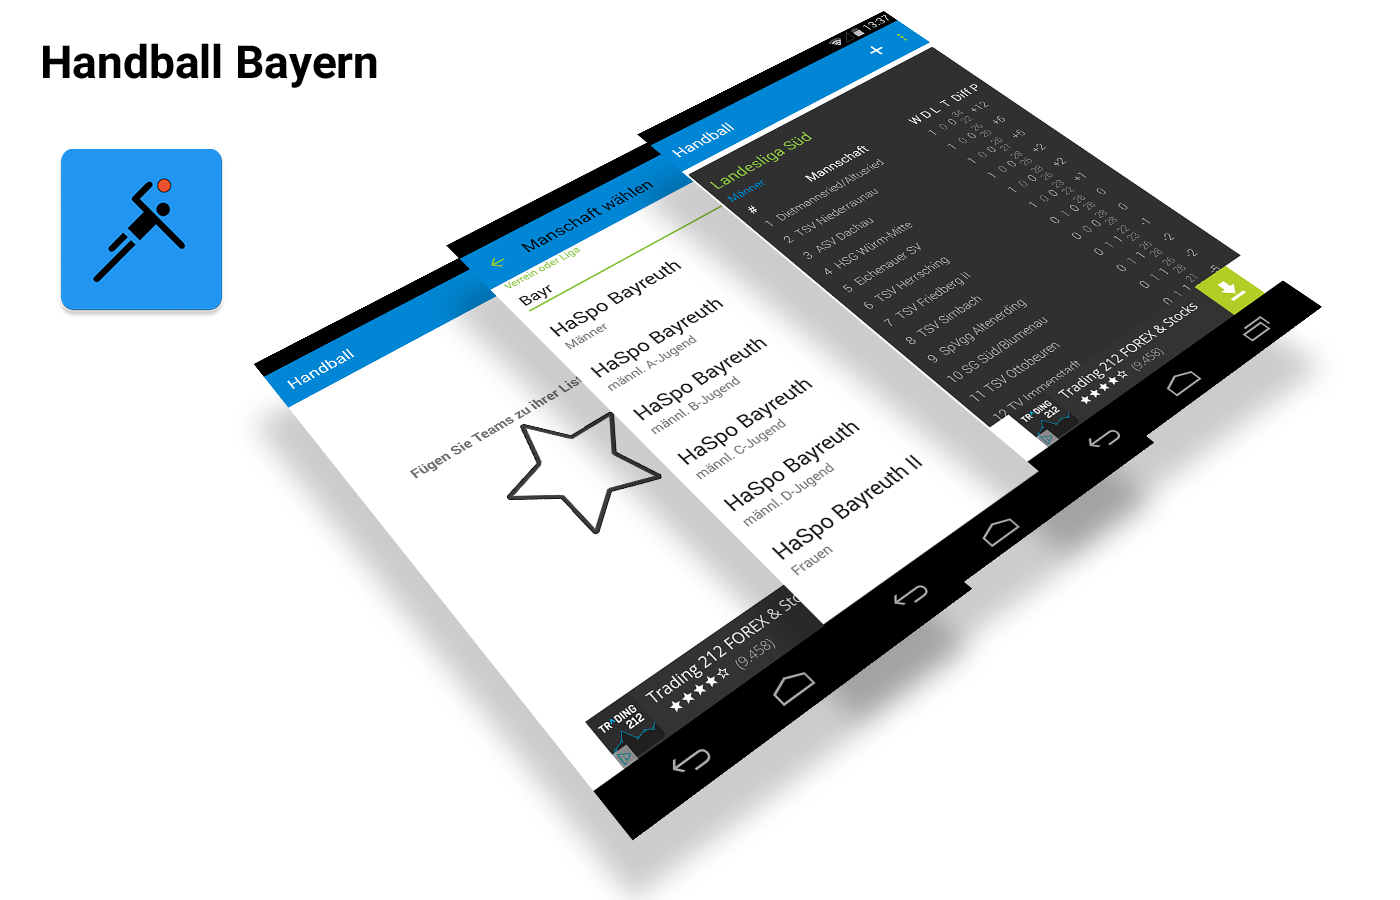 Handball Bayern
13:37
Handball
Landesliga Süd
Männer
# Mannschaft W D L T Diff P
1 Dietmannsried/Altusried 1 0 0 34 22 +12
2 TSV Niederraunau 1 0 0 26 20 +6
3 ASV Dachau 1 0 0 26 21 +5
4 HSG Würm-Mitte 1 0 0 28 26 +2
5 Eichenauer SV 1 0 0 28 26 +2
6 TSV Herrsching 1 0 0 23 22 +1
7 TSV Friedberg II 0 1 0 28 28 0
8 TSV Simbach 0 0 0
9 SpVgg Altenerding 0 1 1 22 23 -1
10 SG Süd/Blumenau 0 1 1 26 28 -2
11 TSV Ottobeuren 0 1 1 26 28 -2
12 TV Immenstadt 0 1 1 21 -5
TRADING
212
Trading 212 FOREX & Stocks
(9.458)
Manschaft wählen
Verrein oder Liga
Bayr
HaSpo Bayreuth
Männer
HaSpo Bayreuth
männl. A-Jugend
HaSpo Bayreuth
männl. B-Jugend
HaSpo Bayreuth
männl. C-Jugend
HaSpo Bayreuth
männl. D-Jugend
HaSpo Bayreuth II
Frauen
Handball
Fügen Sie Teams zu ihrer List
TRADING
212
Trading 212 FOREX & Sto
(9.458)